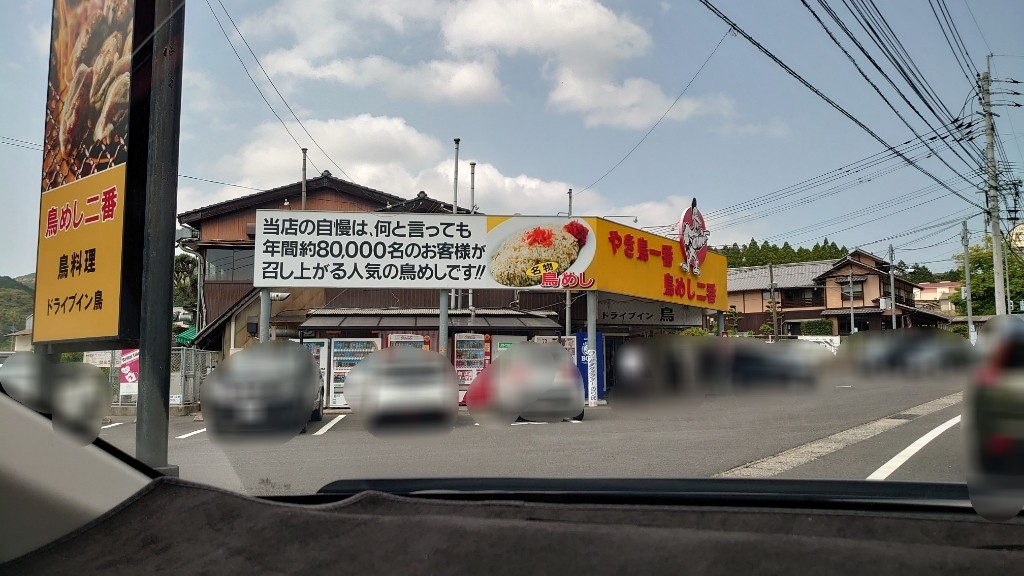 鳥めし二番
鳥料理
ドライブイン鳥
当店の自慢は、何と言っても
年間約80,000名のお客様が
召し上がる人気の鳥めしです!!
名物
鳥めし
やき鳥一番
鳥めし二番
ドライブイン 鳥